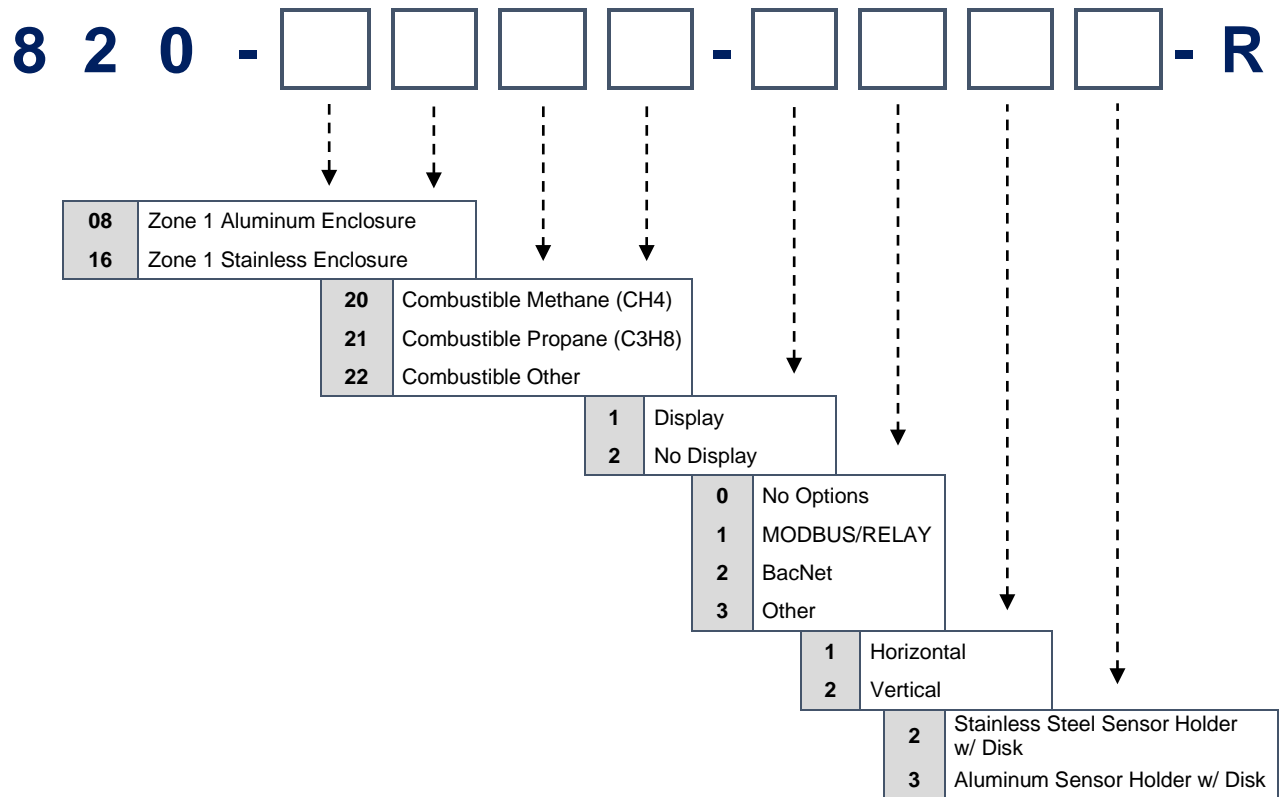 8 2 0 - - - R
08 Zone 1 Aluminum Enclosure
16 Zone 1 Stainless Enclosure
20 Combustible Methane (CH4)
21 Combustible Propane (C3H8)
22 Combustible Other
1 Display
2 No Display
0 No Options
1 MODBUS/RELAY
2 BacNet
3 Other
1 Horizontal
2 Vertical
2 Stainless Steel Sensor Holder
w/ Disk
3 Aluminum Sensor Holder w/ Disk